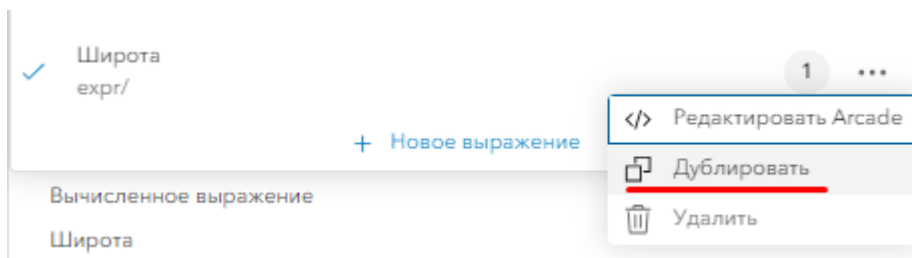 Широта
expr/
1
Редактировать Arcade
+ Новое выражение
Дублировать
Вычисленное выражение
Удалить
Широта